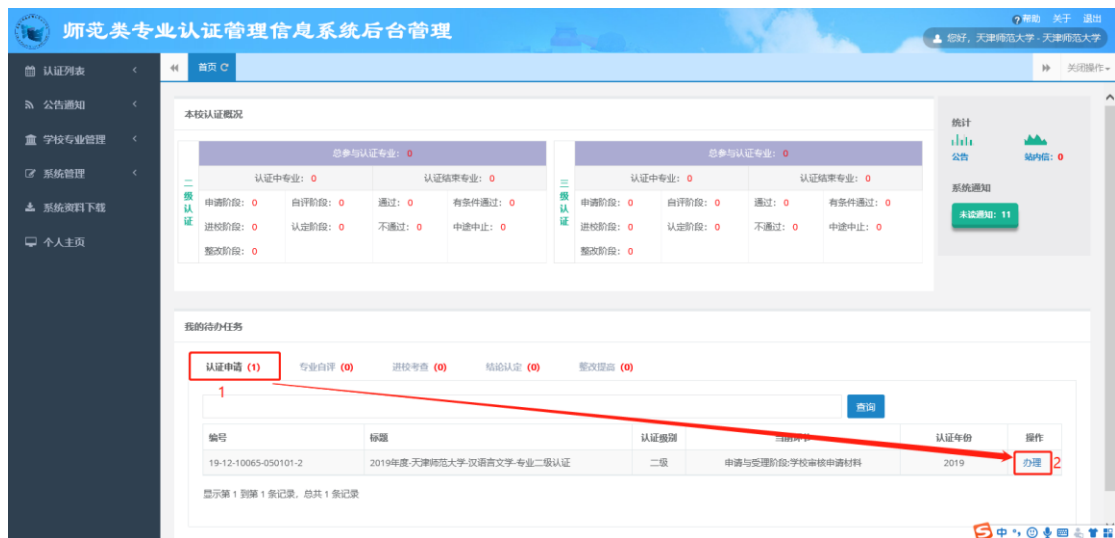 师范类专业认证管理信息系统后台管理
帮助 关于 退出
您好，天津师范大学 - 天津师范大学
认证列表
公告通知
学校专业管理
系统管理
系统资料下载
个人主页
首页
关闭操作
本校认证概况
二级认证
总参与认证专业： 0
认证中专业： 0 认证结束专业： 0
申请阶段： 0 自评阶段： 0 通过： 0 有条件通过： 0
进校阶段： 0 认定阶段： 0 不通过： 0 中途中止： 0
整改阶段： 0
三级认证
总参与认证专业： 0
认证中专业： 0 认证结束专业： 0
申请阶段： 0 自评阶段： 0 通过： 0 有条件通过： 0
进校阶段： 0 认定阶段： 0 不通过： 0 中途中止： 0
整改阶段： 0
统计
公告 站内信： 0
系统通知
未读通知： 11
我的待办任务
认证申请 (1) 专业自评 (0) 进校考查 (0) 结论认定 (0) 整改提高 (0)
1
查询
编号 标题 认证级别 认证年份 操作
19-12-10065-050101-2 2019年度-天津师范大学-汉语言文学-专业二级认证 二级 申请与受理阶段:学校审核申请材料 2019 办理 2
显示第 1 到第 1 条记录，总共 1 条记录
中